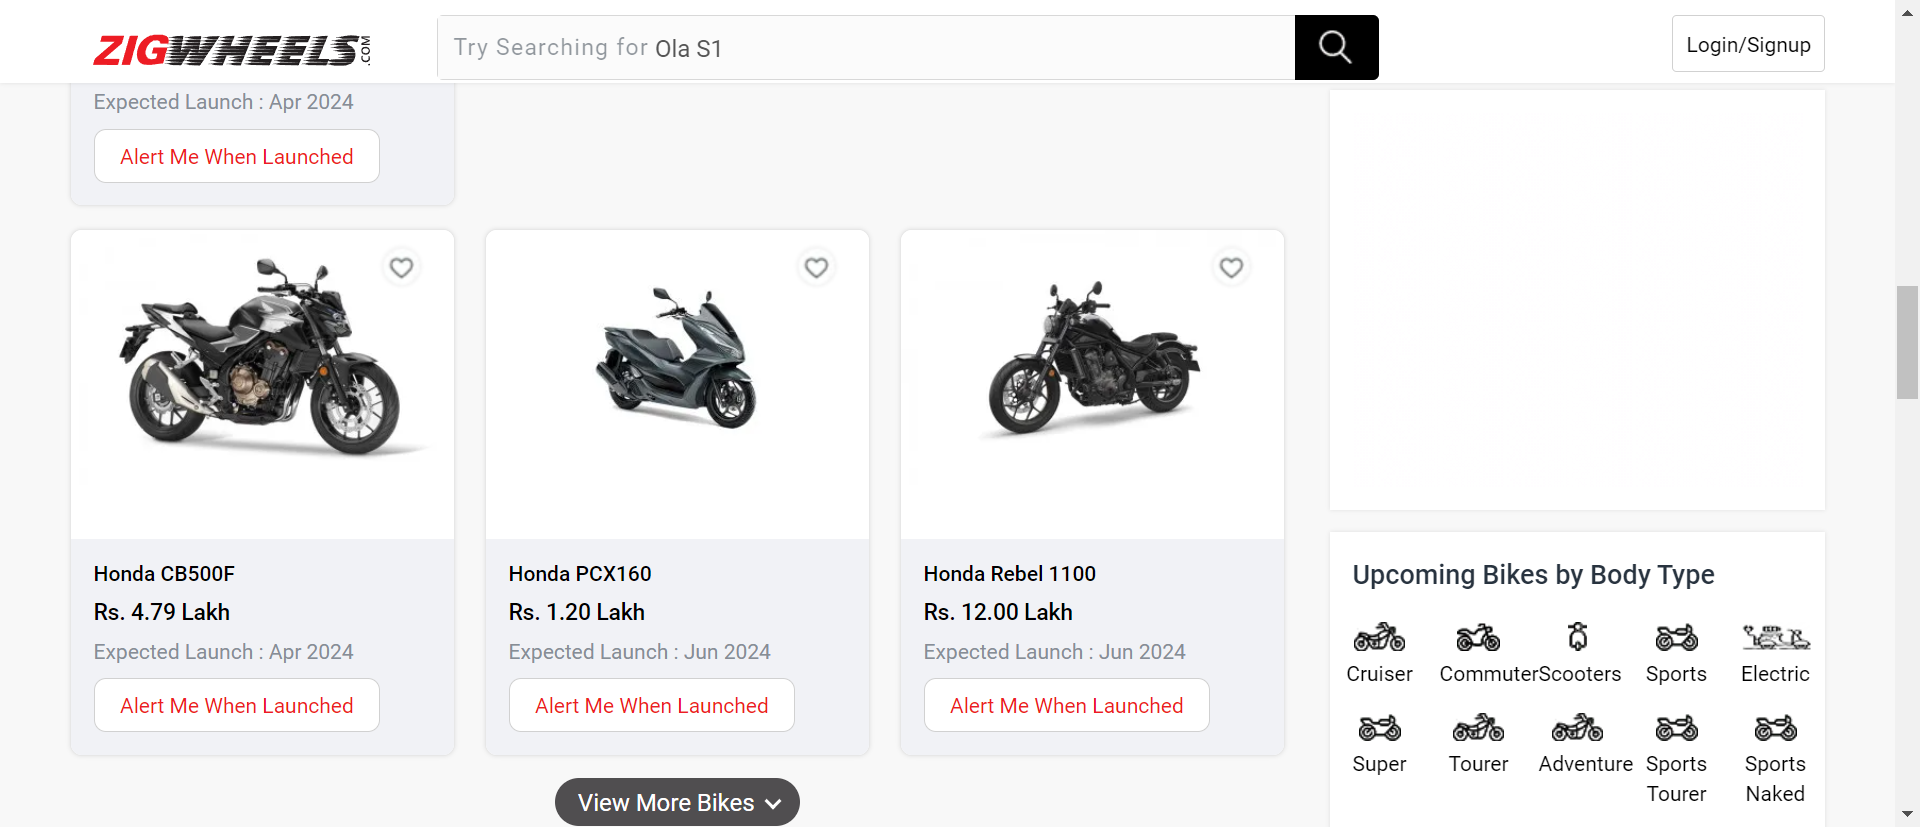 ZIGWHEELS.COM
Try Searching for Ola S1
Login/Signup
Expected Launch : Apr 2024
Alert Me When Launched
Honda CB500F
Rs. 4.79 Lakh
Expected Launch : Apr 2024
Alert Me When Launched
Honda PCX160
Rs. 1.20 Lakh
Expected Launch : Jun 2024
Alert Me When Launched
Honda Rebel 1100
Rs. 12.00 Lakh
Expected Launch : Jun 2024
Alert Me When Launched
View More Bikes
Upcoming Bikes by Body Type
Cruiser
Commuter
Scooters
Sports
Electric
Super
Tourer
Adventure
Sports
Tourer
Sports
Naked